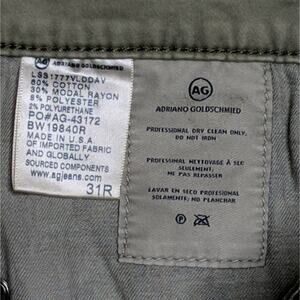 AG ADRIANO GOLDSCHMIED
LSS1777VLDDAV
60% COTTON
30% MODAL RAYON
8% POLYESTER
2% POLYURETHANE
PO#AG-43172
BW19840R
MADE IN U.S.A
OF IMPORTED FABRIC
AND GLOBALLY
SOURCED COMPONENTS
www.agjeans.com
31R
AG
ADRIANO GOLDSCHMIED
PROFESSIONAL DRY CLEAN ONLY,
DO NOT IRON
PROFESSIONAL NETTOYAGE À SEC
SEULEMENT;
NE PAS REPASSER
LAVAR EN SECO PROFESIONAL
SOLAMENTE; NO PLANCHAR
P